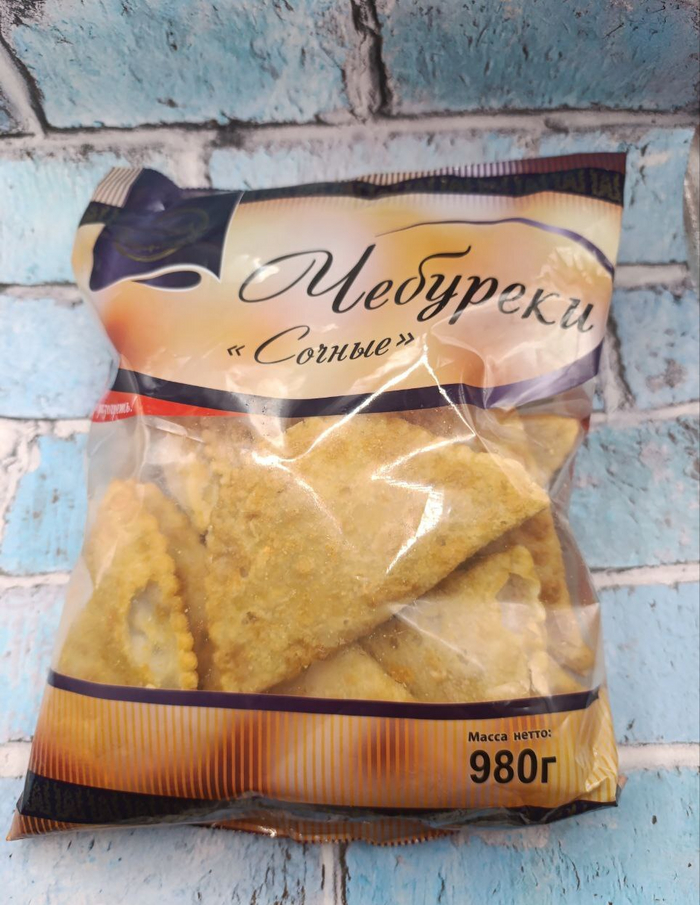 Чебуреки
«Сочные»
Масса нетто:
980г